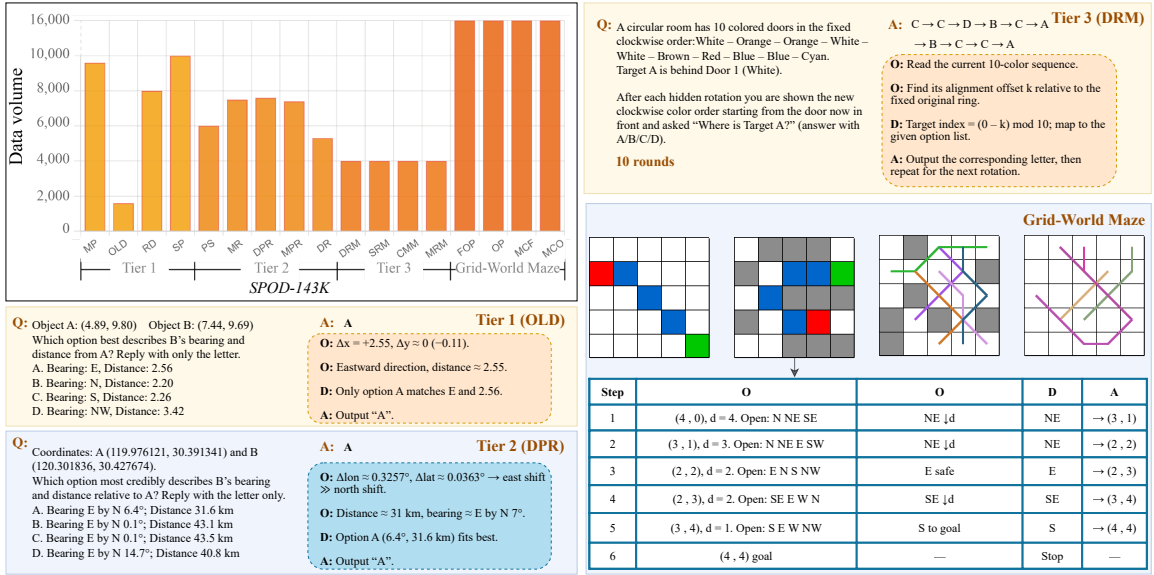 Data volume
16,000
10,000
8,000
6,000
4,000
2,000
0
MP OLD RD SP PS MR DPR MPR DR DRM SRM CMM MRM FOP OP MCF MCO
Tier 1 Tier 2 Tier 3 Grid-World Maze
SPOD-143K
Tier 1 (OLD)
Q: Object A: (4.89, 9.80) Object B: (7.44, 9.69)
Which option best describes B's bearing and
distance from A? Reply with only the letter.
A. Bearing: E, Distance: 2.56
B. Bearing: N, Distance: 2.20
C. Bearing: S, Distance: 2.26
D. Bearing: NW, Distance: 3.42
A: A
O: Δx = +2.55, Δy ≈ 0 (−0.11).
O: Eastward direction, distance ≈ 2.55.
D: Only option A matches E and 2.56.
A: Output “A”.
Tier 2 (DPR)
Q:
Coordinates: A (119.976121, 30.391341) and B
(120.301836, 30.427674).
Which option most credibly describes B's bearing
and distance relative to A? Reply with the letter only.
A. Bearing E by N 6.4°; Distance 31.6 km
B. Bearing E by N 0.1°; Distance 43.1 km
C. Bearing E by N 0.1°; Distance 43.5 km
D. Bearing E by N 14.7°; Distance 40.8 km
A: A
O: Δlon ≈ 0.3257°, Δlat ≈ 0.0363° → east shift
≫ north shift.
O: Distance ≈ 31 km, bearing ≈ E by N 7°.
D: Option A (6.4°, 31.6 km) fits best.
A: Output “A”.
Tier 3 (DRM)
Q: A circular room has 10 colored doors in the fixed
clockwise order:White – Orange – Orange – White –
White – Brown – Red – Blue – Blue – Cyan.
Target A is behind Door 1 (White).
After each hidden rotation you are shown the new
clockwise color order starting from the door now in
front and asked “Where is Target A?” (answer with
A/B/C/D).
10 rounds
A: C → C → D → B → C → A
→ B → C → C → A
O: Read the current 10-color sequence.
O: Find its alignment offset k relative to the
fixed original ring.
D: Target index = (0 – k) mod 10; map to the
given option list.
A: Output the corresponding letter, then
repeat for the next rotation.
Grid-World Maze
Step O O D A
1 (4 , 0), d = 4. Open: N NE SE NE ↓d NE → (3 , 1)
2 (3 , 1), d = 3. Open: N NE E SW NE ↓d NE → (2 , 2)
3 (2 , 2), d = 2. Open: E N S NW E safe E → (2 , 3)
4 (2 , 3), d = 2. Open: SE E W N SE ↓d SE → (3 , 4)
5 (3 , 4), d = 1. Open: S E W NW S to goal S → (4 , 4)
6 (4 , 4) goal — Stop —